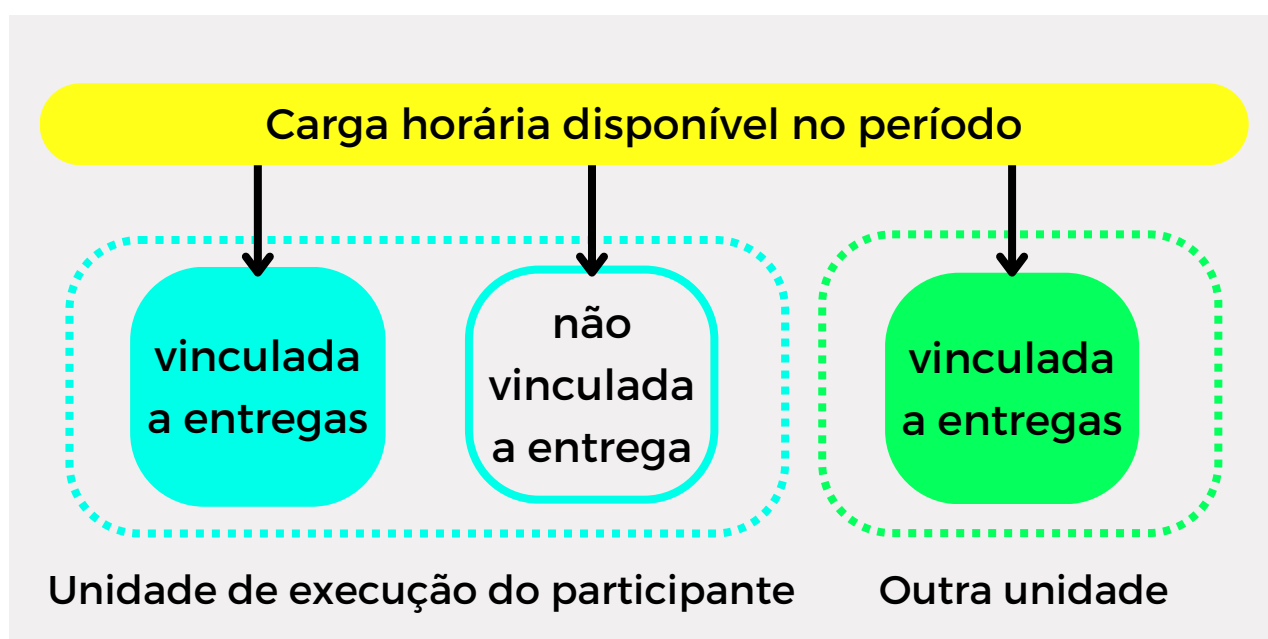 Carga horária disponível no período
vinculada
a entregas
não
vinculada
a entrega
vinculada
a entregas
Unidade de execução do participante
Outra unidade